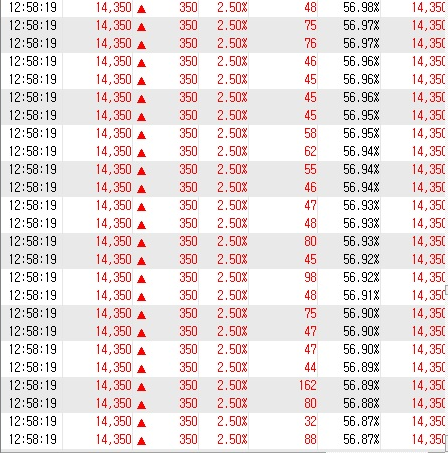 12:58:19 14,350 ▲ 350 2.50% 48 56.98% 14,350
12:58:19 14,350 ▲ 350 2.50% 75 56.97% 14,350
12:58:19 14,350 ▲ 350 2.50% 76 56.97% 14,350
12:58:19 14,350 ▲ 350 2.50% 46 56.96% 14,350
12:58:19 14,350 ▲ 350 2.50% 45 56.96% 14,350
12:58:19 14,350 ▲ 350 2.50% 45 56.96% 14,350
12:58:19 14,350 ▲ 350 2.50% 45 56.95% 14,350
12:58:19 14,350 ▲ 350 2.50% 58 56.95% 14,350
12:58:19 14,350 ▲ 350 2.50% 62 56.94% 14,350
12:58:19 14,350 ▲ 350 2.50% 55 56.94% 14,350
12:58:19 14,350 ▲ 350 2.50% 46 56.94% 14,350
12:58:19 14,350 ▲ 350 2.50% 47 56.93% 14,350
12:58:19 14,350 ▲ 350 2.50% 48 56.93% 14,350
12:58:19 14,350 ▲ 350 2.50% 80 56.93% 14,350
12:58:19 14,350 ▲ 350 2.50% 45 56.92% 14,350
12:58:19 14,350 ▲ 350 2.50% 98 56.92% 14,350
12:58:19 14,350 ▲ 350 2.50% 48 56.91% 14,350
12:58:19 14,350 ▲ 350 2.50% 75 56.90% 14,350
12:58:19 14,350 ▲ 350 2.50% 47 56.90% 14,350
12:58:19 14,350 ▲ 350 2.50% 47 56.90% 14,350
12:58:19 14,350 ▲ 350 2.50% 44 56.89% 14,350
12:58:19 14,350 ▲ 350 2.50% 162 56.89% 14,350
12:58:19 14,350 ▲ 350 2.50% 80 56.88% 14,350
12:58:19 14,350 ▲ 350 2.50% 32 56.87% 14,350
12:58:19 14,350 ▲ 350 2.50% 88 56.87% 14,350